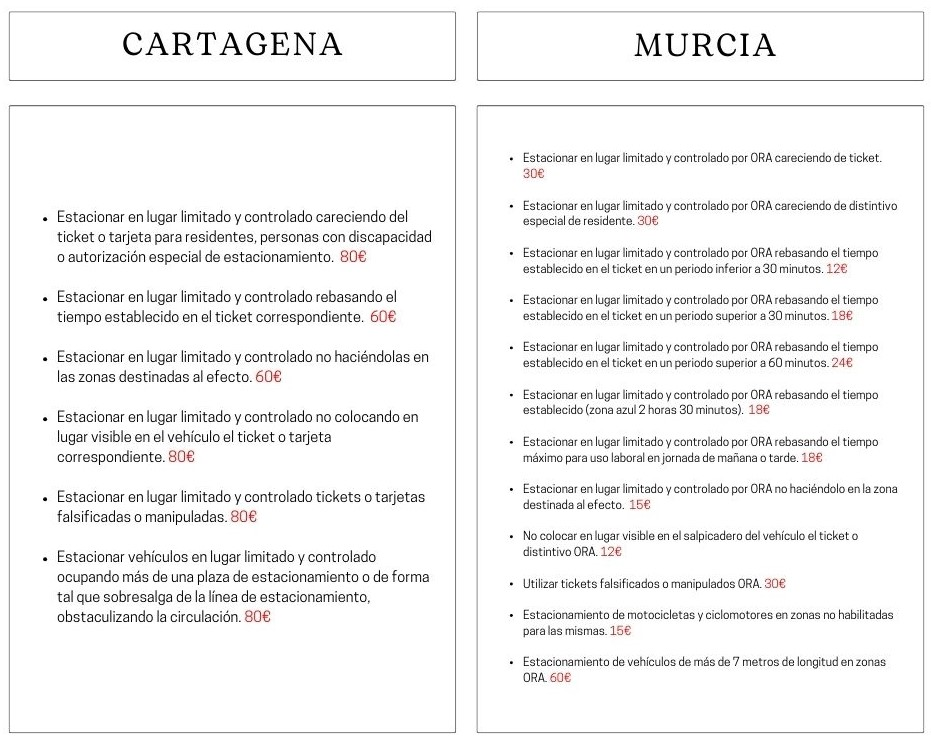 CARTAGENA
Estacionar en lugar limitado y controlado careciendo del
ticket o tarjeta para residentes, personas con discapacidad
o autorización especial de estacionamiento. 80€
Estacionar en lugar limitado y controlado rebasando el
tiempo establecido en el ticket correspondiente. 60€
Estacionar en lugar limitado y controlado no haciéndolas en
las zonas destinadas al efecto. 60€
Estacionar en lugar limitado y controlado no colocando en
lugar visible en el vehículo el ticket o tarjeta
correspondiente. 80€
Estacionar en lugar limitado y controlado tickets o tarjetas
falsificadas o manipuladas. 80€
Estacionar vehículos en lugar limitado y controlado
ocupando más de una plaza de estacionamiento o de forma
tal que sobresalga de la línea de estacionamiento,
obstaculizando la circulación. 80€
MURCIA
Estacionar en lugar limitado y controlado por ORA careciendo de ticket.
30€
Estacionar en lugar limitado y controlado por ORA careciendo de distintivo
especial de residente. 30€
Estacionar en lugar limitado y controlado por ORA rebasando el tiempo
establecido en el ticket en un periodo inferior a 30 minutos. 12€
Estacionar en lugar limitado y controlado por ORA rebasando el tiempo
establecido en el ticket en un periodo superior a 30 minutos. 18€
Estacionar en lugar limitado y controlado por ORA rebasando el tiempo
establecido en el ticket en un periodo superior a 60 minutos. 24€
Estacionar en lugar limitado y controlado por ORA rebasando el tiempo
establecido (zona azul 2 horas 30 minutos). 18€
Estacionar en lugar limitado y controlado por ORA rebasando el tiempo
máximo para uso laboral en jornada de mañana o tarde. 18€
Estacionar en lugar limitado y controlado por ORA no haciéndolo en la zona
destinada al efecto. 15€
No colocar en lugar visible en el salpicadero del vehículo el ticket o
distintivo ORA. 12€
Utilizar tickets falsificados o manipulados ORA. 30€
Estacionamiento de motocicletas y ciclomotores en zonas no habilitadas
para las mismas. 15€
Estacionamiento de vehículos de más de 7 metros de longitud en zonas
ORA. 60€